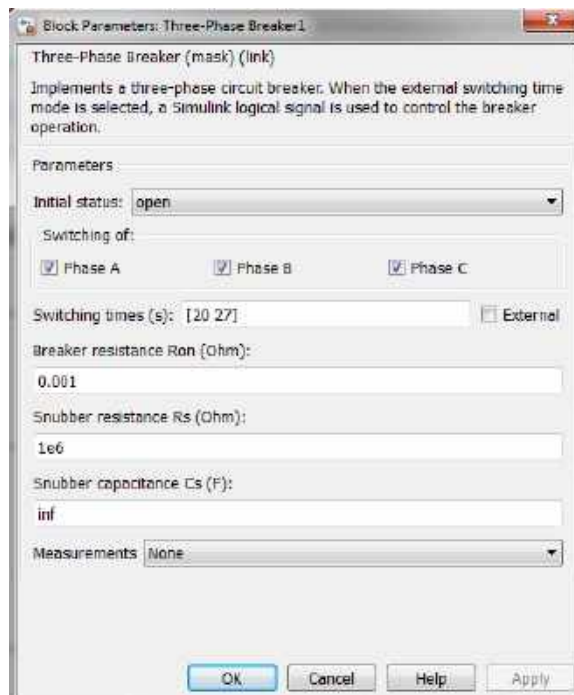 Block Parameters: Three-Phase Breaker1
Three-Phase Breaker (mask) (link)
Implements a three-phase circuit breaker. When the external switching time
mode is selected, a Simulink logical signal is used to control the breaker
operation.
Parameters
Initial status: open
Switching of:
Phase A Phase B Phase C
Switching times (s): [20 27] External
Breaker resistance Ron (Ohm):
0.001
Snubber resistance Rs (Ohm):
1e6
Snubber capacitance Cs (F):
inf
Measurements None
OK Cancel Help Apply